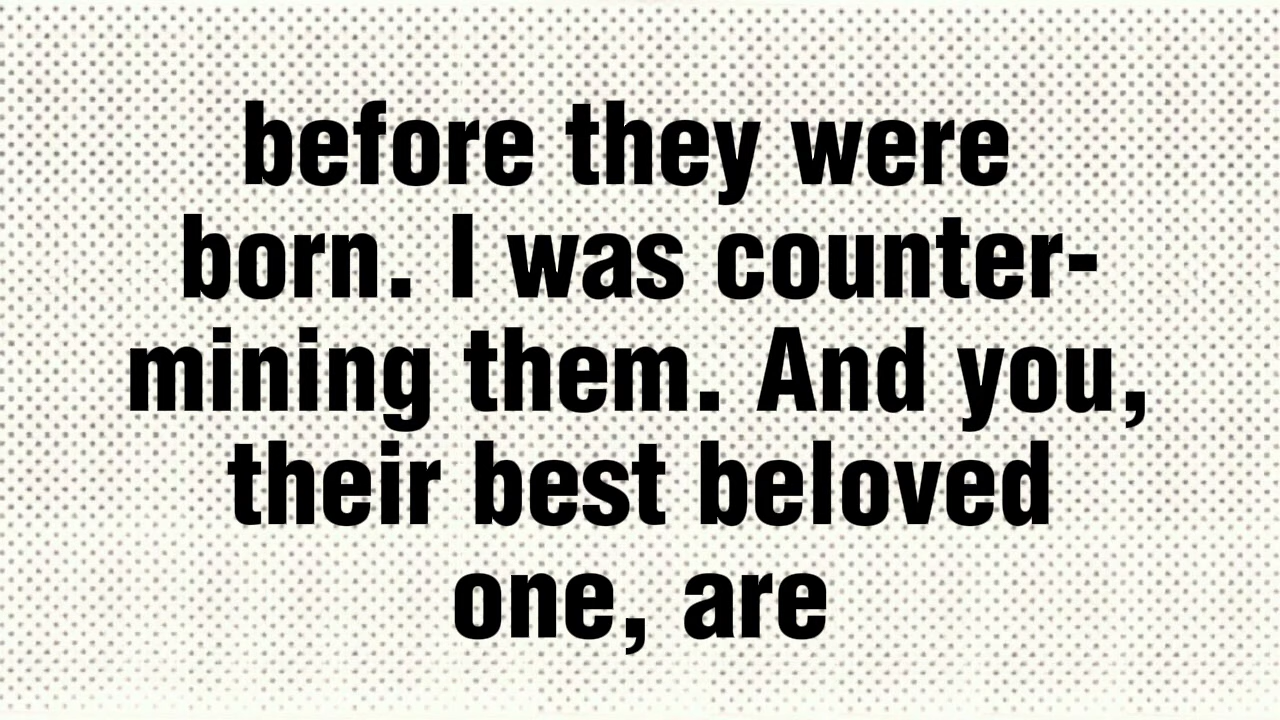 before they were
born. I was counter-
mining them. And you,
their best beloved
one, are